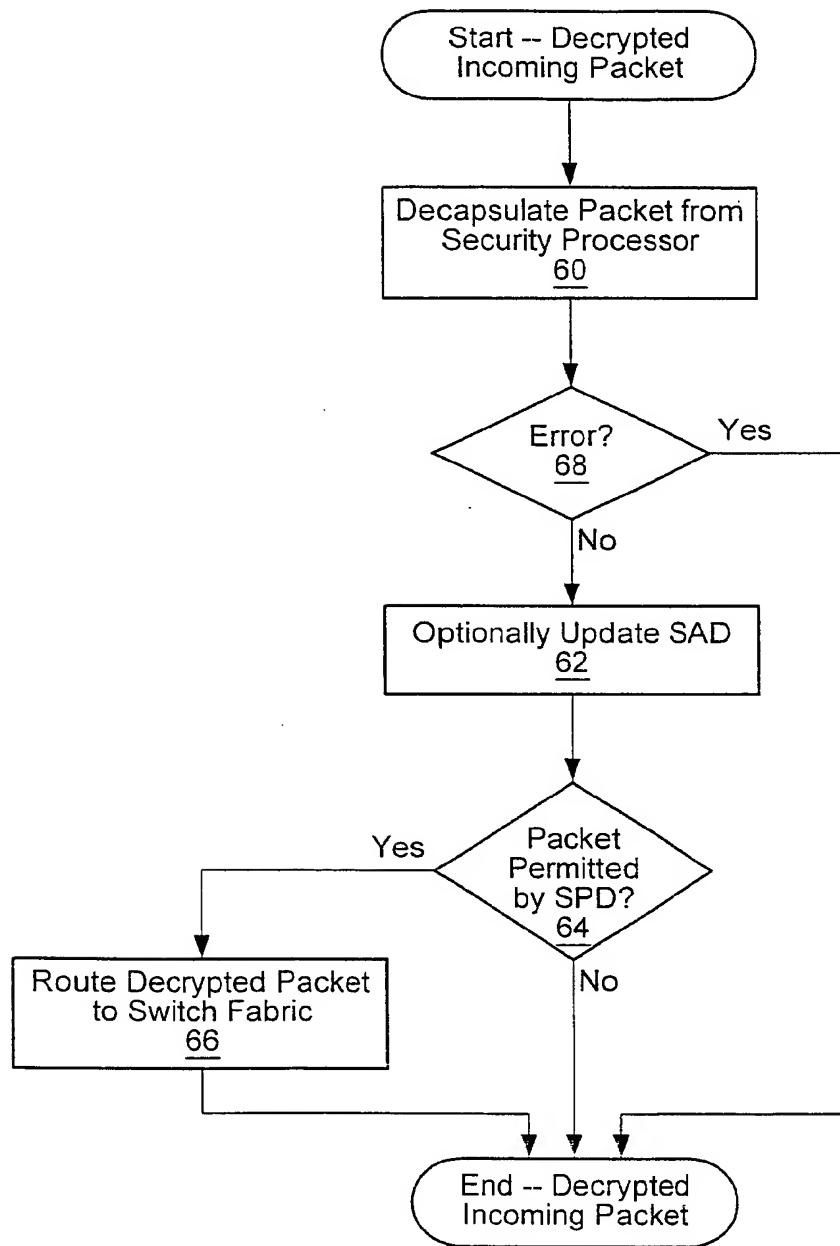 Start -- Decrypted
Incoming Packet
Decapsulate Packet from
Security Processor
60
Error?
68
Yes
No
Optionally Update SAD
62
Packet
Permitted
by SPD?
64
Yes
No
Route Decrypted Packet
to Switch Fabric
66
End -- Decrypted
Incoming Packet